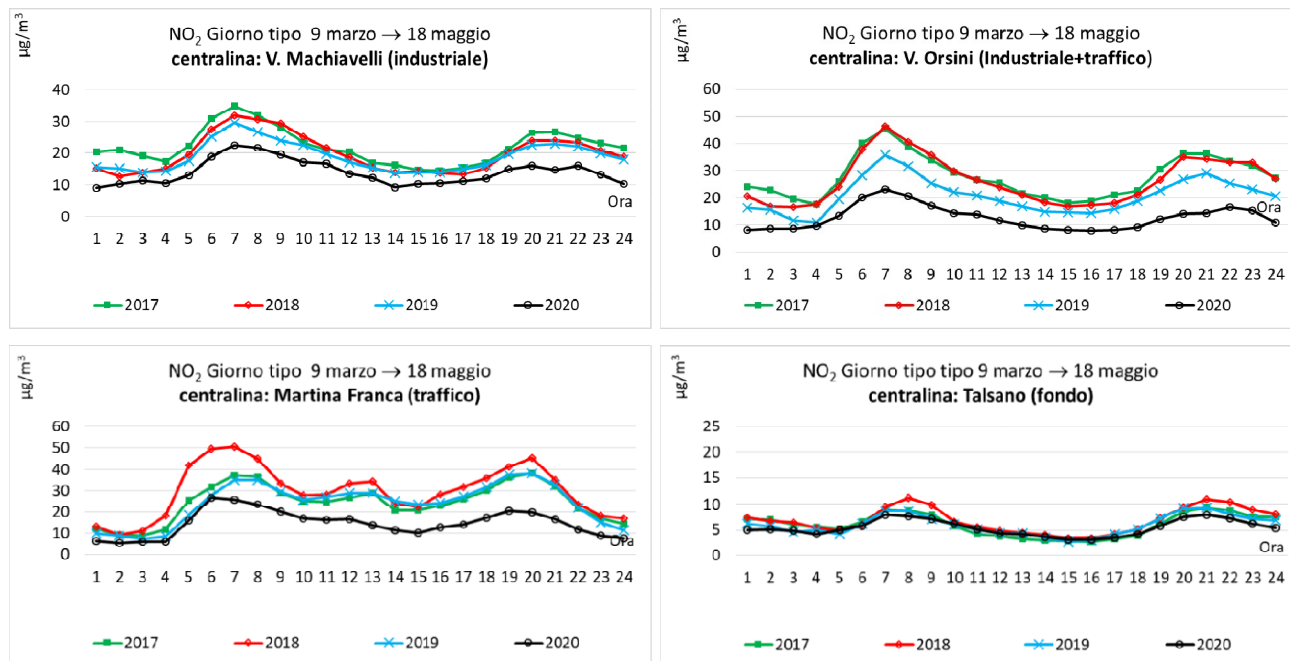 μg/m³
NO₂ Giorno tipo 9 marzo → 18 maggio
centralina: V. Machiavelli (industriale)
40
30
20
10
0
Ora
1 2 3 4 5 6 7 8 9 10 11 12 13 14 15 16 17 18 19 20 21 22 23 24
2017 2018 2019 2020
μg/m³
NO₂ Giorno tipo 9 marzo → 18 maggio
centralina: V. Orsini (Industriale+traffico)
60
50
40
30
20
10
0
Ora
1 2 3 4 5 6 7 8 9 10 11 12 13 14 15 16 17 18 19 20 21 22 23 24
2017 2018 2019 2020
μg/m³
NO₂ Giorno tipo 9 marzo → 18 maggio
centralina: Martina Franca (traffico)
60
50
40
30
20
10
0
Ora
1 2 3 4 5 6 7 8 9 10 11 12 13 14 15 16 17 18 19 20 21 22 23 24
2017 2018 2019 2020
μg/m³
NO₂ Giorno tipo tipo 9 marzo → 18 maggio
centralina: Talsano (fondo)
25
20
15
10
5
0
Ora
1 2 3 4 5 6 7 8 9 10 11 12 13 14 15 16 17 18 19 20 21 22 23 24
2017 2018 2019 2020